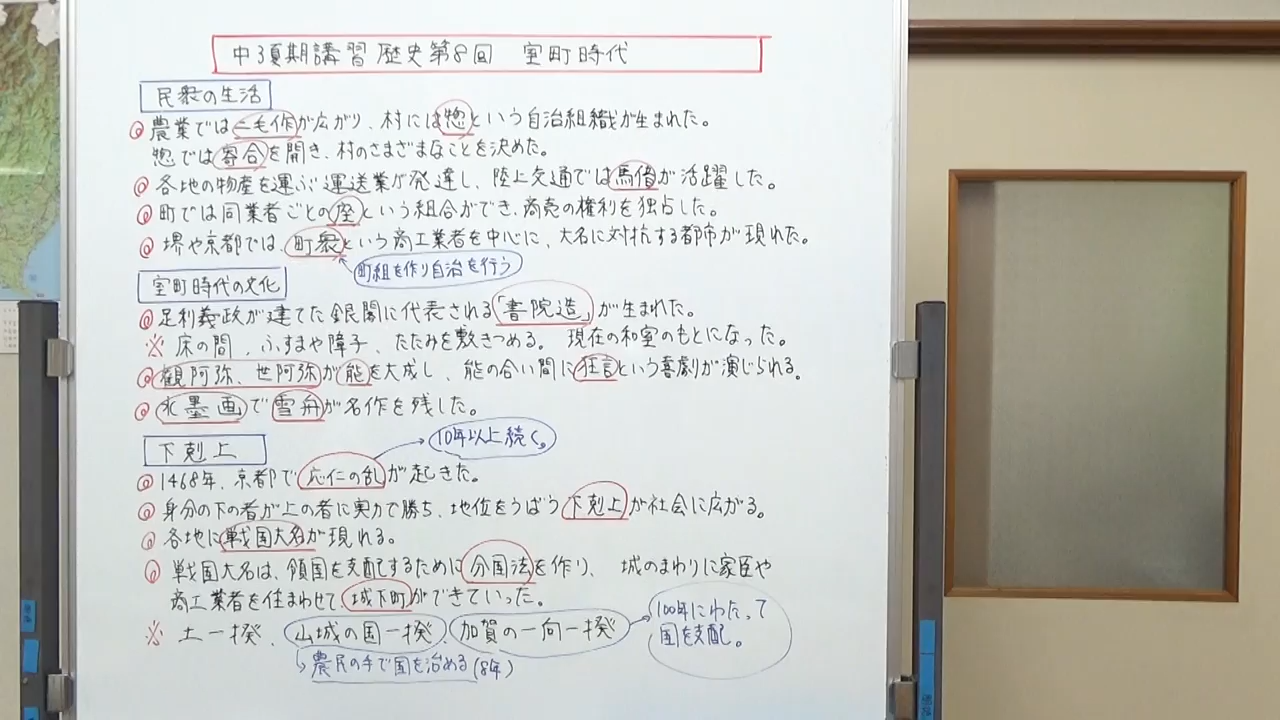 中3夏期講習 歴史第8回 室町時代
民衆の生活
◎農業では二毛作が広がり、村には惣という自治組織が生まれた。
惣では寄合を開き、村のさまざまなことを決めた。
◎各地の物産を運ぶ運送業が発達し、陸上交通では馬借が活躍した。
◎町では同業者ごとの座という組合ができ、商売の権利を独占した。
◎堺や京都では、町衆という商工業者を中心に、大名に対抗する都市が現れた。
町組を作り自治を行う
室町時代の文化
◎足利義政が建てた銀閣に代表される「書院造」が生まれた。
※床の間、ふすまや障子、たたみを敷きつめる。現在の和室のもとになった。
◎観阿弥、世阿弥が能を大成し、能の合い間に狂言という喜劇が演じられる。
◎水墨画で雪舟が名作を残した。
下剋上
10年以上続く。
◎1468年、京都で応仁の乱が起きた。
◎身分の下の者が上の者に実力で勝ち、地位をうばう下剋上が社会に広がる。
◎各地に戦国大名が現れる。
◎戦国大名は、領国を支配するために分国法を作り、城のまわりに家臣や
商工業者を住まわせて、城下町ができていった。
※土一揆、山城の国一揆、加賀の一向一揆
100年にわたって
国を支配。
農民の手で国を治める(8年)